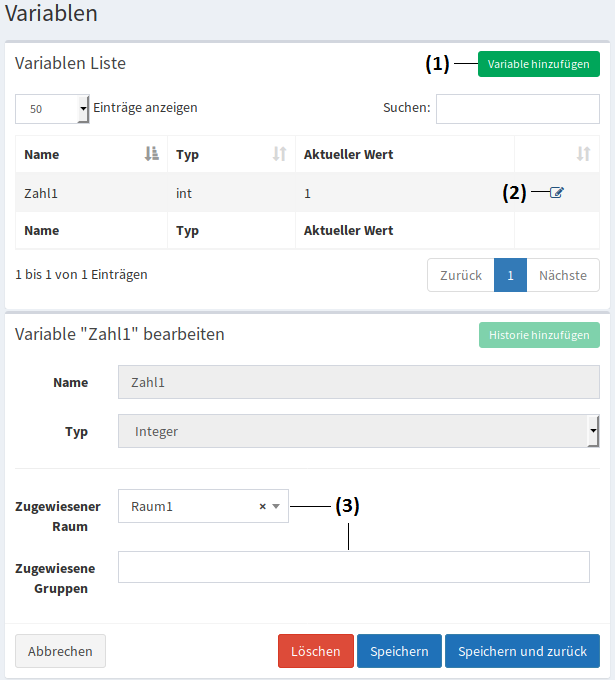 Variablen
Variablen Liste
(1)
Variable hinzufügen
50 Einträge anzeigen
Suchen:
Name Typ Aktueller Wert
Zahl1 int 1 (2)
Name Typ Aktueller Wert
1 bis 1 von 1 Einträgen
Zurück 1 Nächste
Variable "Zahl1" bearbeiten
Historie hinzufügen
Name Zahl1
Typ Integer
Zugewiesener
Raum
Raum1 × (3)
Zugewiesene
Gruppen
Abbrechen Löschen Speichern Speichern und zurück